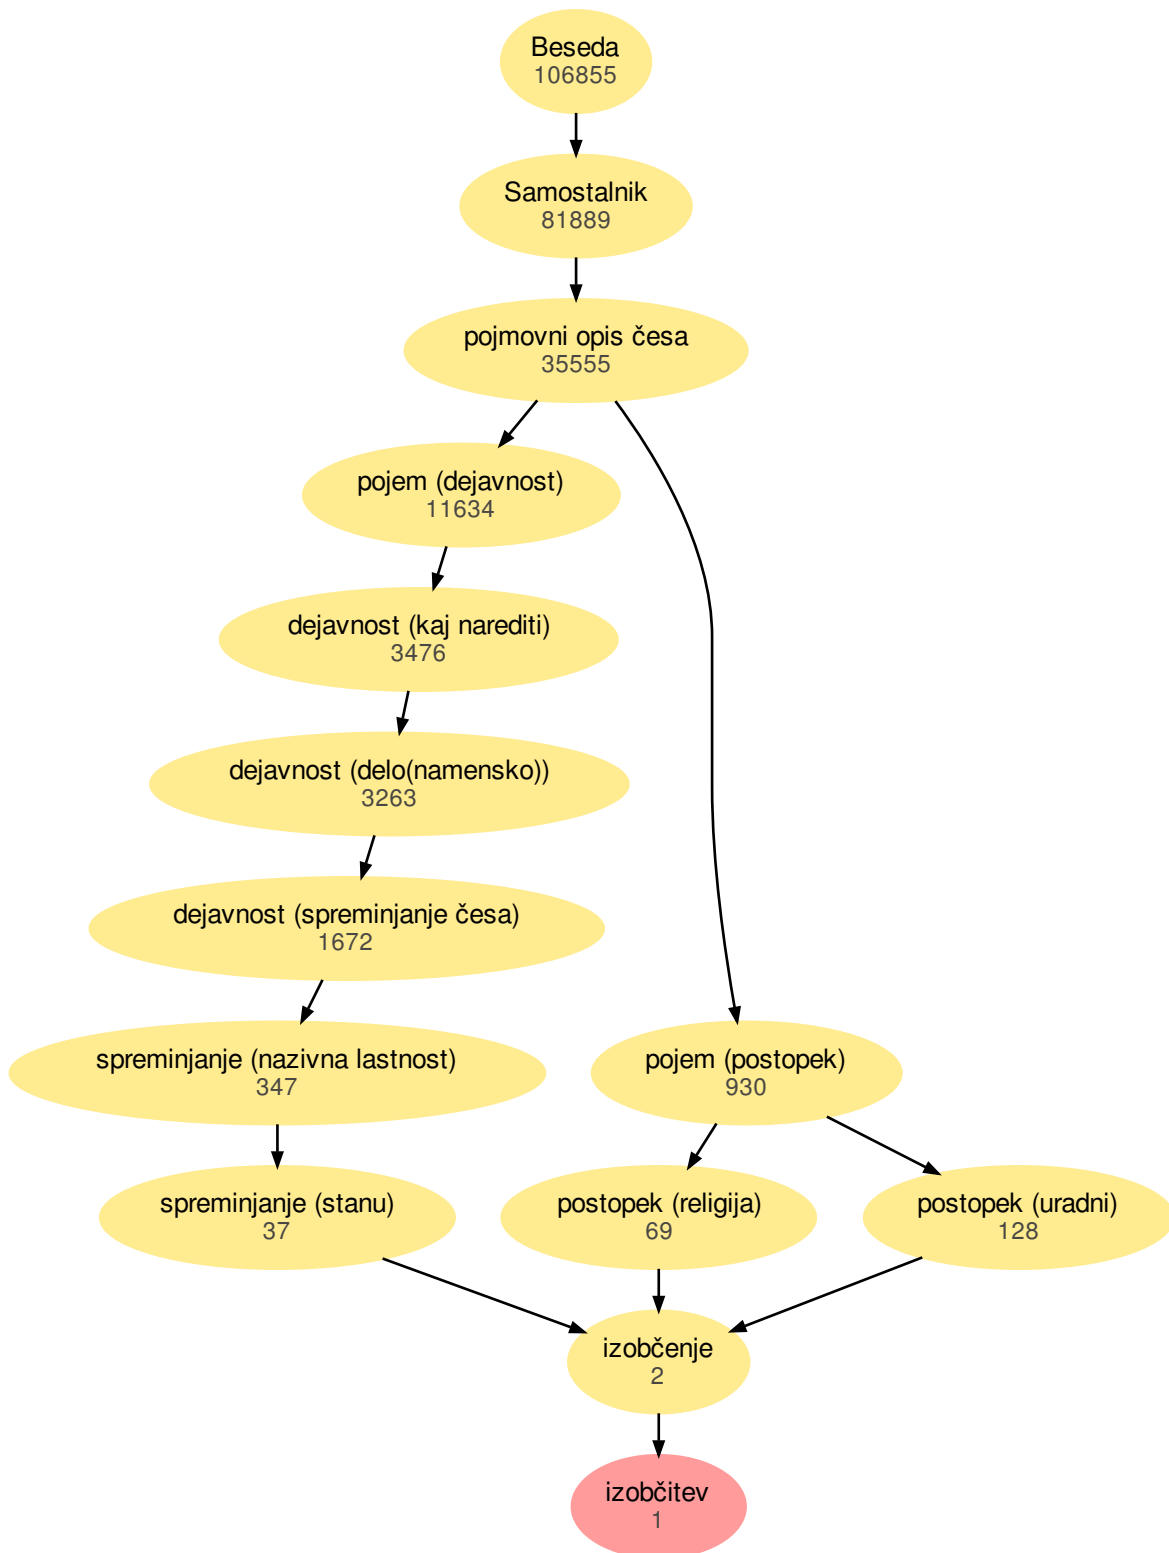 Beseda
106855
Samostalnik
81889
pojmovni opis česa
35555
pojem (dejavnost)
11634
dejavnost (kaj narediti)
3476
dejavnost (delo(namensko))
3263
dejavnost (spreminjanje česa)
1672
spreminjanje (nazivna lastnost)
347
pojem (postopek)
930
spreminjanje (stanu)
37
postopek (religija)
69
postopek (uradni)
128
izobčenje
2
izobčitev
1